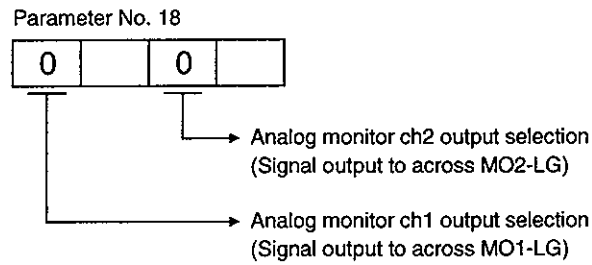 Parameter No. 18
0 0
Analog monitor ch2 output selection
(Signal output to across MO2-LG)
Analog monitor ch1 output selection
(Signal output to across MO1-LG)